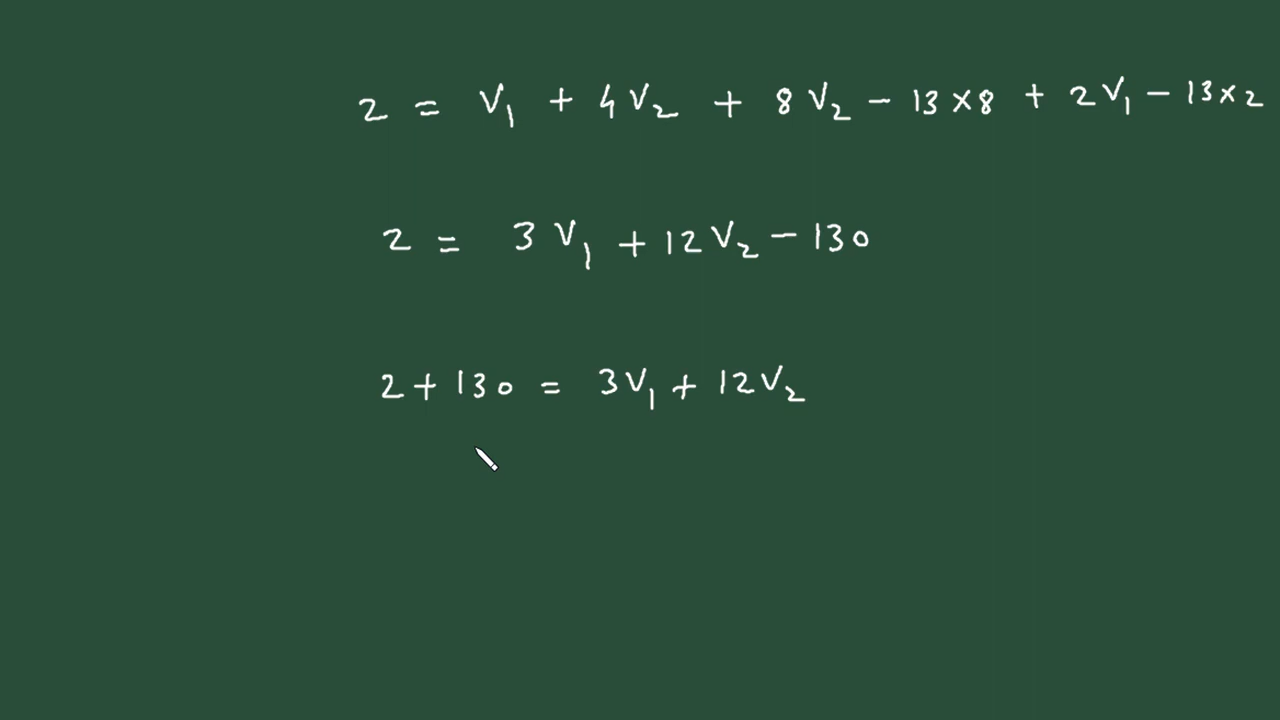 2 = V₁ + 4V₂ + 8V₂ − 13×8 + 2V₁ − 13×2
2 = 3V₁ + 12V₂ − 130
2 + 130 = 3V₁ + 12V₂